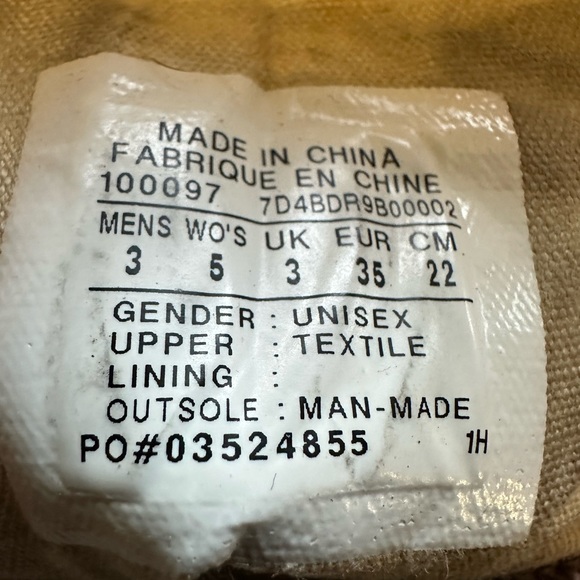 MADE IN CHINA
FABRIQUE EN CHINE
100097 7D4BDR9B00002
MENS WO'S UK EUR CM
3 5 3 35 22
GENDER : UNISEX
UPPER : TEXTILE
LINING :
OUTSOLE : MAN-MADE
PO#03524855 1H